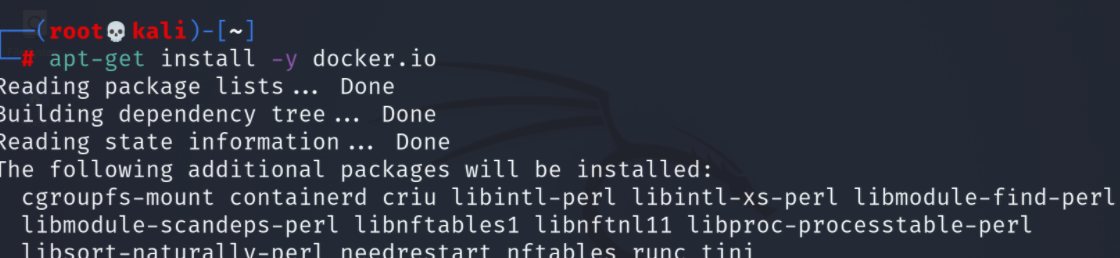 ┌──(root💀kali)-[~]
└─# apt-get install -y docker.io
Reading package lists... Done
Building dependency tree... Done
Reading state information... Done
The following additional packages will be installed:
  cgroupfs-mount containerd criu libintl-perl libintl-xs-perl libmodule-find-perl
  libmodule-scandeps-perl libnftables1 libnftnl11 libproc-processtable-perl
  libsort-naturally-perl needrestart nftables runc tini